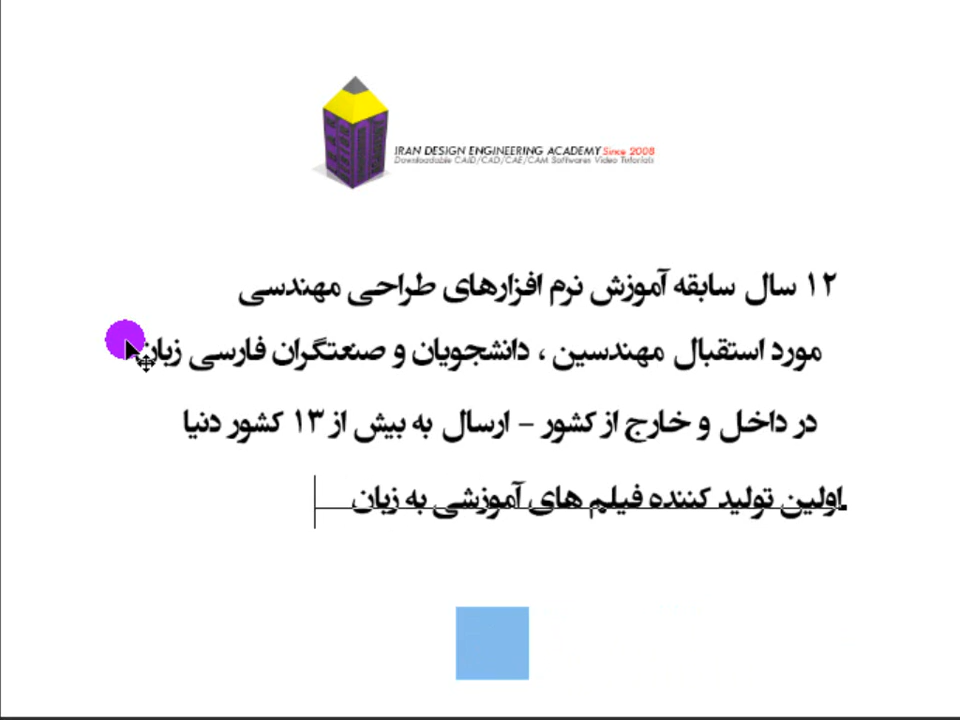 IRAN DESIGN ENGINEERING ACADEMY Since 2008
Downloadable CAID/CAD/CAE/CAM Softwares Video Tutorials
۱۲ سال سابقه آموزش نرم افزارهای طراحی مهندسی
مورد استقبال مهندسین ، دانشجویان و صنعتگران فارسی زبان
در داخل و خارج از کشور - ارسال به بیش از ۱۳ کشور دنیا
اولین تولید کننده فیلم های آموزشی به زبان